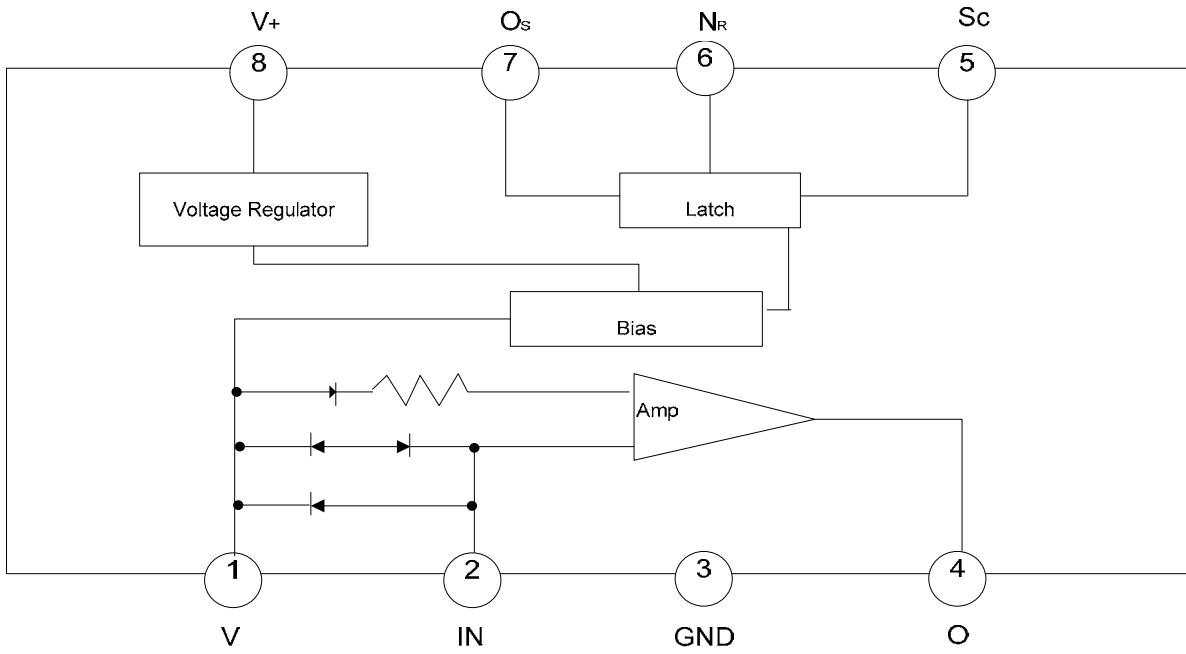 V+ OS NR Sc
8 7 6 5
Voltage Regulator
Latch
Bias
Amp
1 2 3 4
V IN GND O